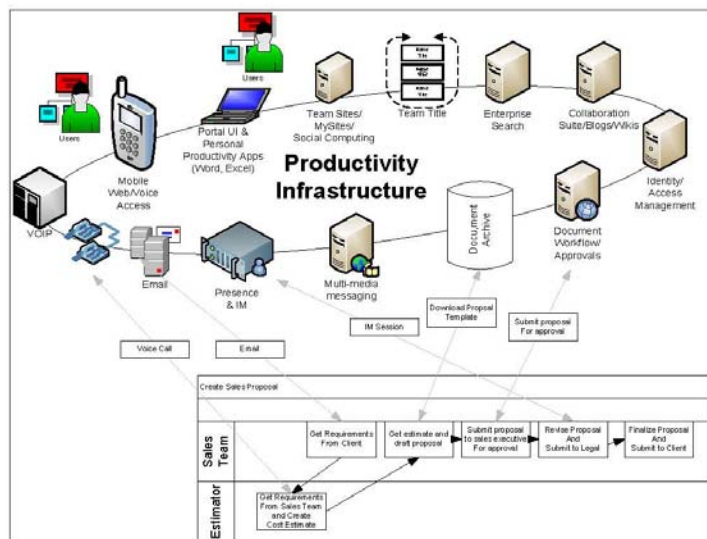 Users
Users
Team Sites/
MySites/
Social Computing
Team Title
Enterprise
Search
Collaboration
Suite/Blogs/Wikis
Portal UI &
Personal
Productivity Apps
(Word, Excel)
Mobile
Web/Voice
Access
Productivity
Infrastructure
Identity/
Access
Management
VOIP
Email
Presence
& IM
Multi-media
messaging
Document
Archive
Document
Workflow/
Approvals
Voice Call
Email
IM Session
Download Propsal
Template
Submit proposal
For approval
Create Sales Proposal
Sales
Team
Get Requirements
From Client
Get estimate and
draft proposal
Submit proposal
to sales executive
For approval
Revise Proposal
And
Submit to Legal
Finalize Proposal
And
Submit to Client
Estimator
Get Requirements
From Sales Team
and Create
Cost Estimate